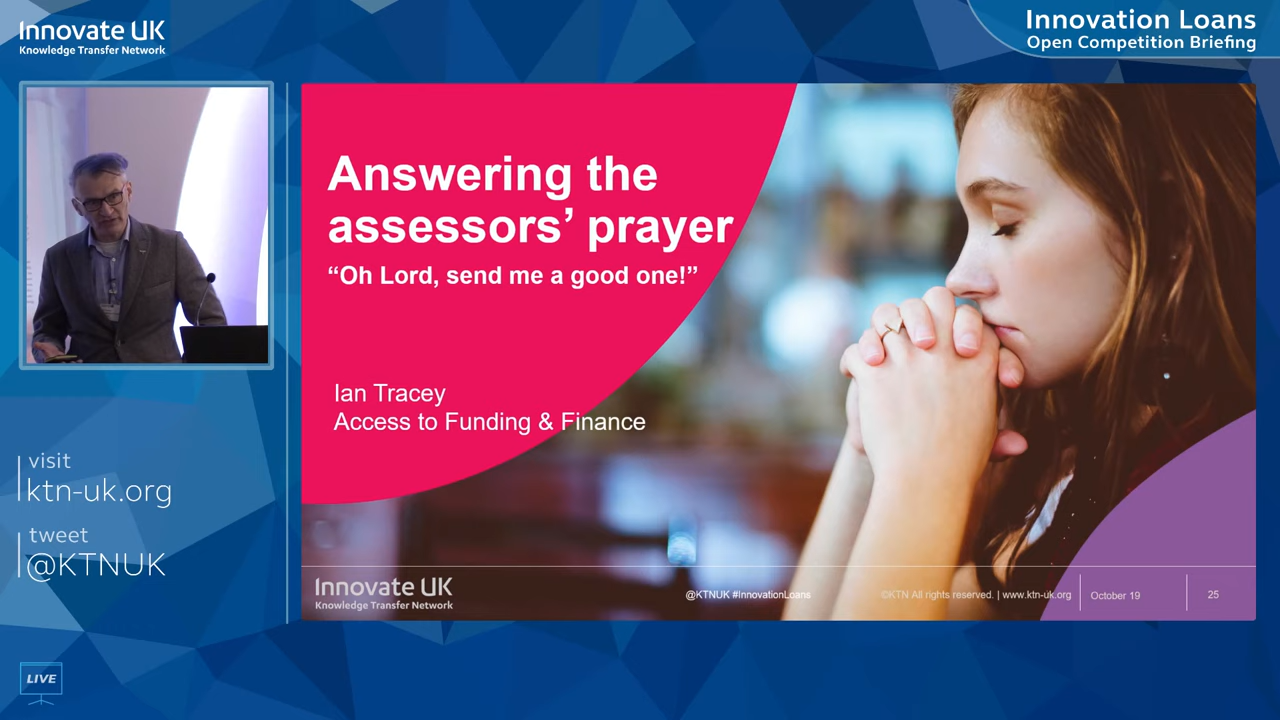 Innovate UK
Knowledge Transfer Network
Innovation Loans
Open Competition Briefing
Answering the
assessors’ prayer
“Oh Lord, send me a good one!”
Ian Tracey
Access to Funding & Finance
visit
ktn-uk.org
tweet
@KTNUK
Innovate UK
Knowledge Transfer Network
@KTNUK #InnovationLoans
©KTN All rights reserved. | www.ktn-uk.org
October 19
25
LIVE